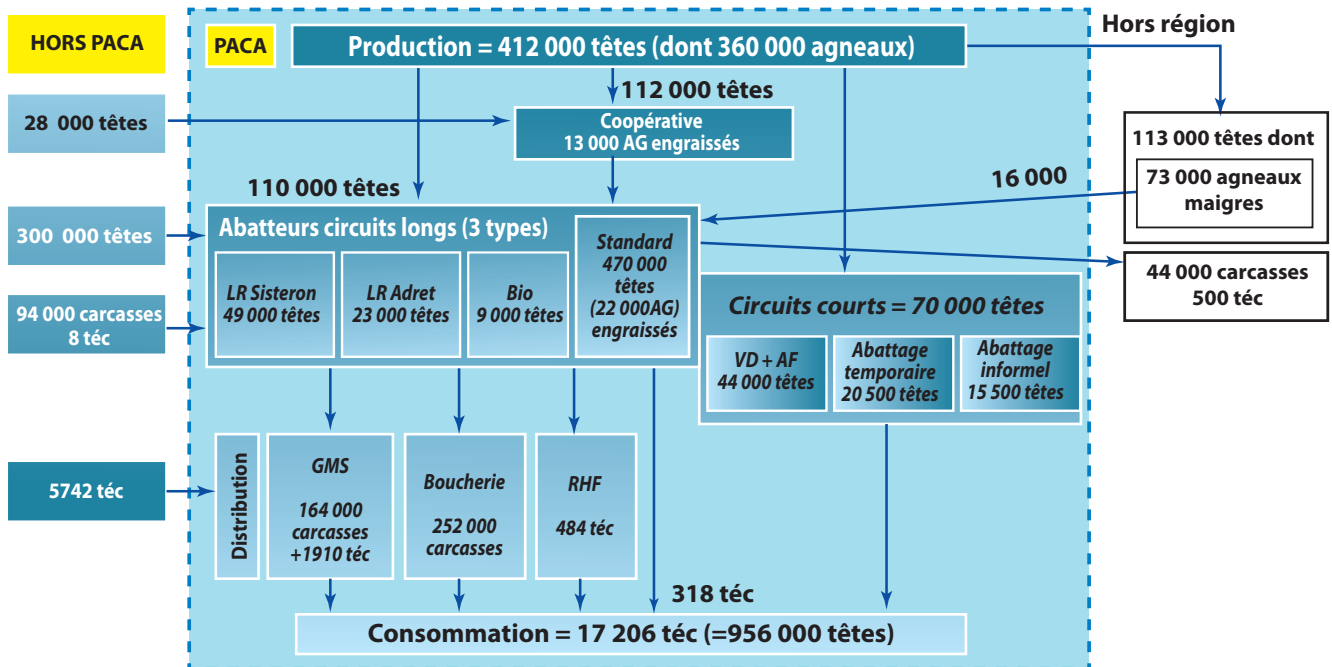 HORS PACA
PACA
Production = 412 000 têtes (dont 360 000 agneaux)
Hors région
28 000 têtes
112 000 têtes
Coopérative
13 000 AG engraissés
113 000 têtes dont
73 000 agneaux
maigres
16 000
110 000 têtes
300 000 têtes
Abatteurs circuits longs (3 types)
LR Sisteron
49 000 têtes
LR Adret
23 000 têtes
Bio
9 000 têtes
Standard
470 000
têtes
(22 000AG)
engraissés
44 000 carcasses
500 téc
94 000 carcasses
8 téc
Circuits courts = 70 000 têtes
VD + AF
44 000 têtes
Abattage
temporaire
20 500 têtes
Abattage
informel
15 500 têtes
5742 téc
Distribution
GMS
164 000
carcasses
+1910 téc
Boucherie
252 000
carcasses
RHF
484 téc
318 téc
Consommation = 17 206 téc (=956 000 têtes)